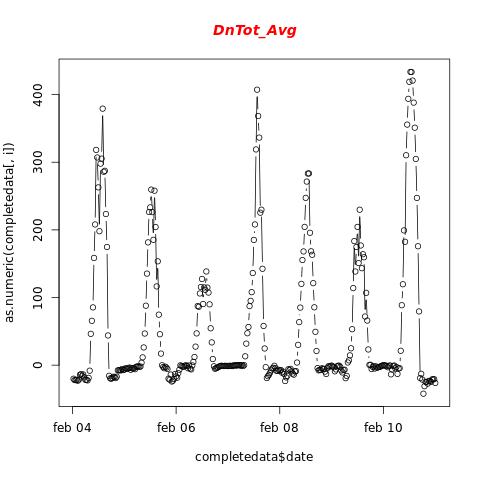 DnTot_Avg
as.numeric(completedata[, i])
400
300
200
100
0
feb 04
feb 06
feb 08
feb 10
completedata$date